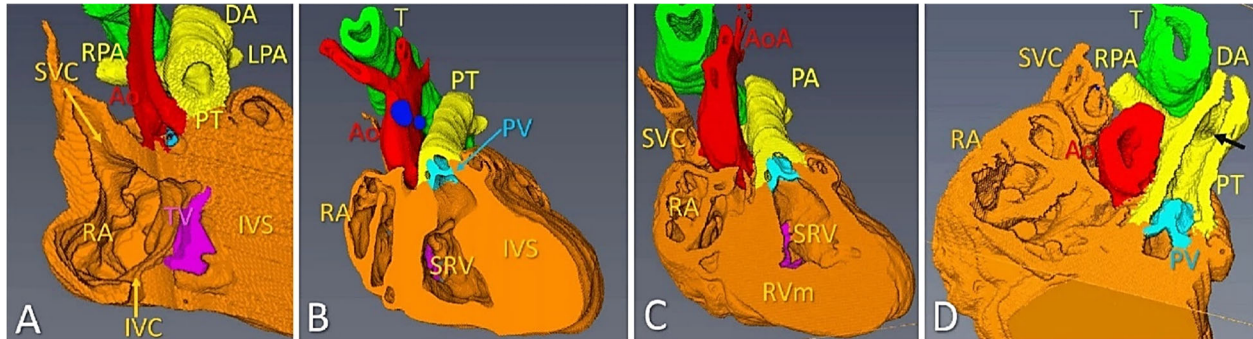 DA
RPA
LPA
SVC
Ao
PT
TV
RA
IVS
IVC
A
T
PT
Ao
PV
RA
IVS
SRV
B
AoA
PA
SVC
RA
SRV
RVm
C
T
SVC
RPA
DA
RA
Ao
PT
PV
D